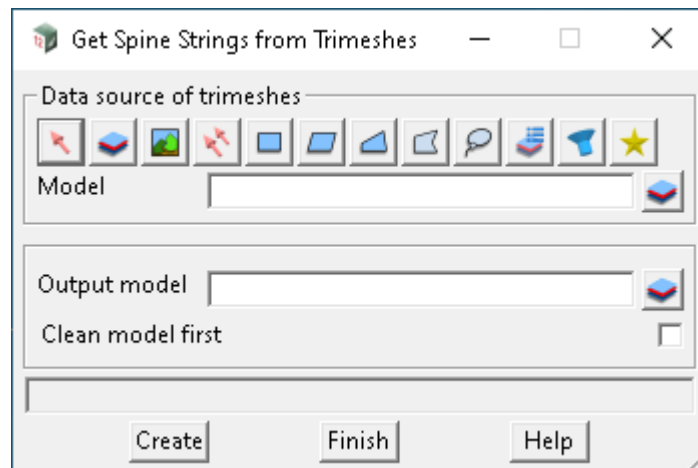 Get Spine Strings from Trimeshes
Data source of trimeshes
Model
Output model
Clean model first
Create Finish Help